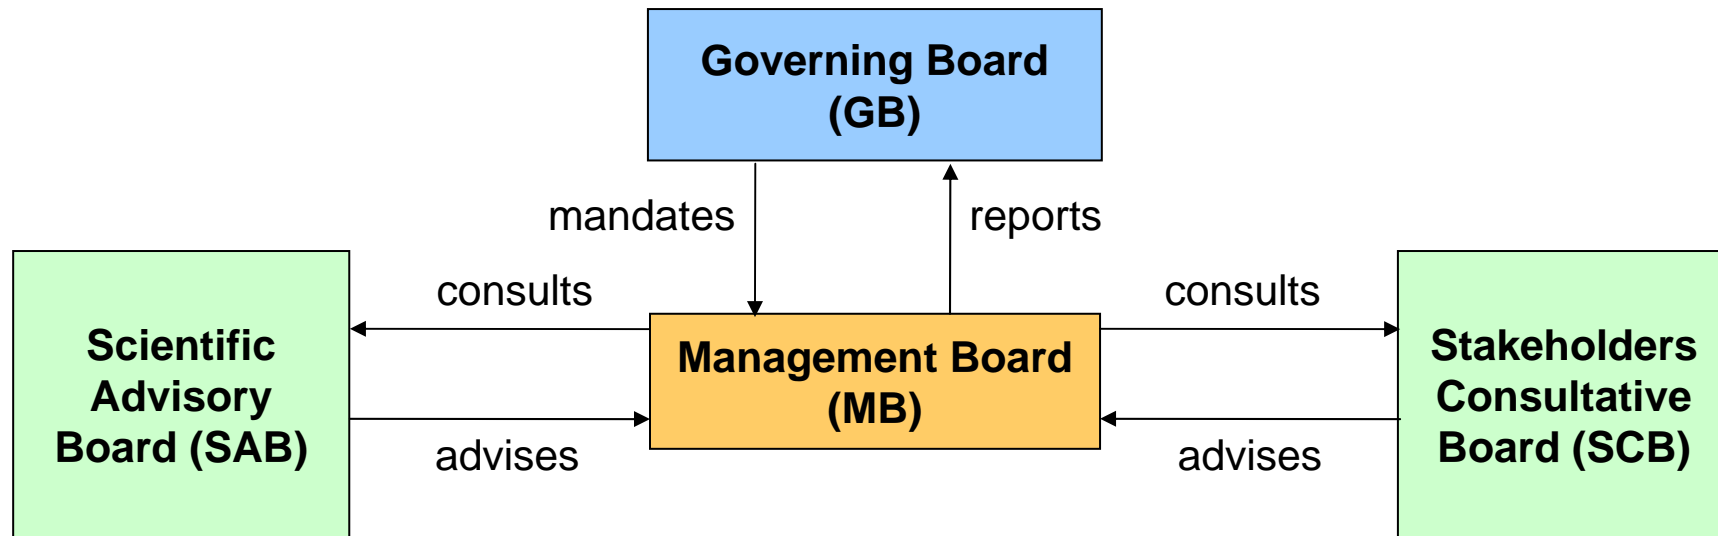 Governing Board
(GB)
mandates
reports
consults
consults
Scientific
Advisory
Board (SAB)
Management Board
(MB)
Stakeholders
Consultative
Board (SCB)
advises
advises